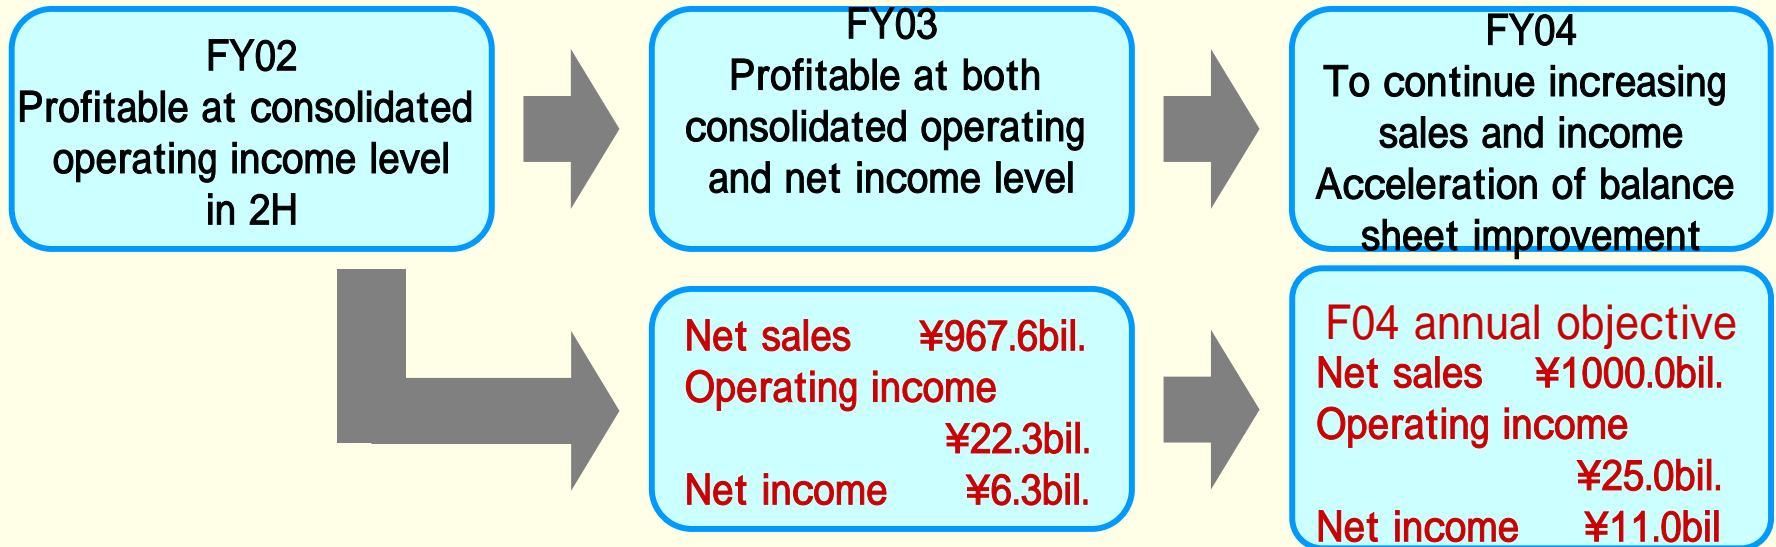 FY02
Profitable at consolidated
operating income level
in 2H
FY03
Profitable at both
consolidated operating
and net income level
FY04
To continue increasing
sales and income
Acceleration of balance
sheet improvement
Net sales ¥967.6bil.
Operating income
¥22.3bil.
Net income ¥6.3bil.
F04 annual objective
Net sales ¥1000.0bil.
Operating income
¥25.0bil.
Net income ¥11.0bil